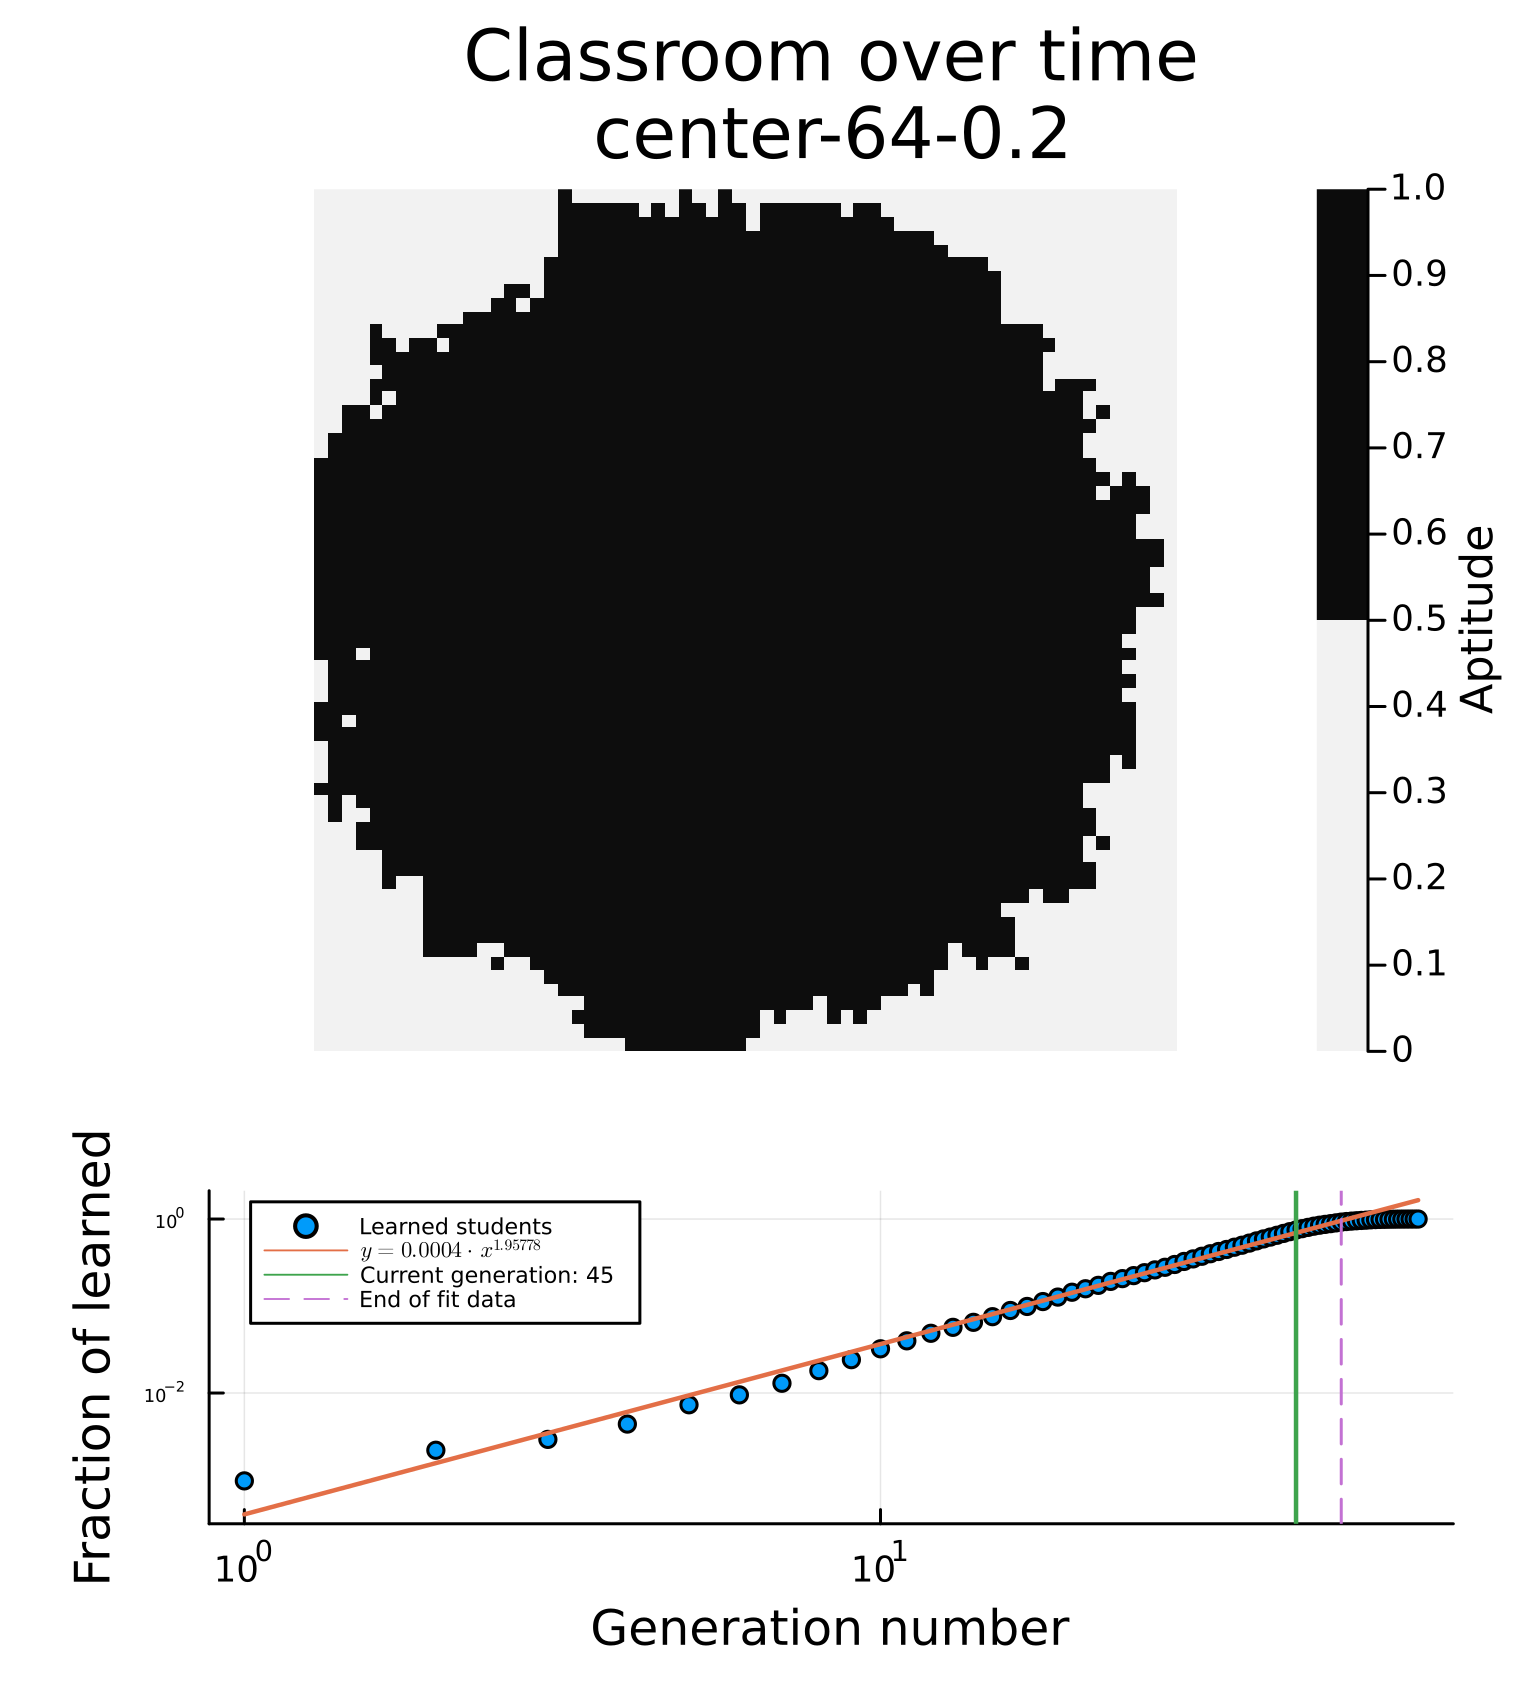 Classroom over time
center-64-0.2
1.0
0.9
0.8
0.7
0.6
0.5
0.4
0.3
0.2
0.1
0
Aptitude
Fraction of learned
10⁰
10⁻²
Learned students
y = 0.0004 · x^1.95778
Current generation: 45
End of fit data
10⁰
10¹
Generation number